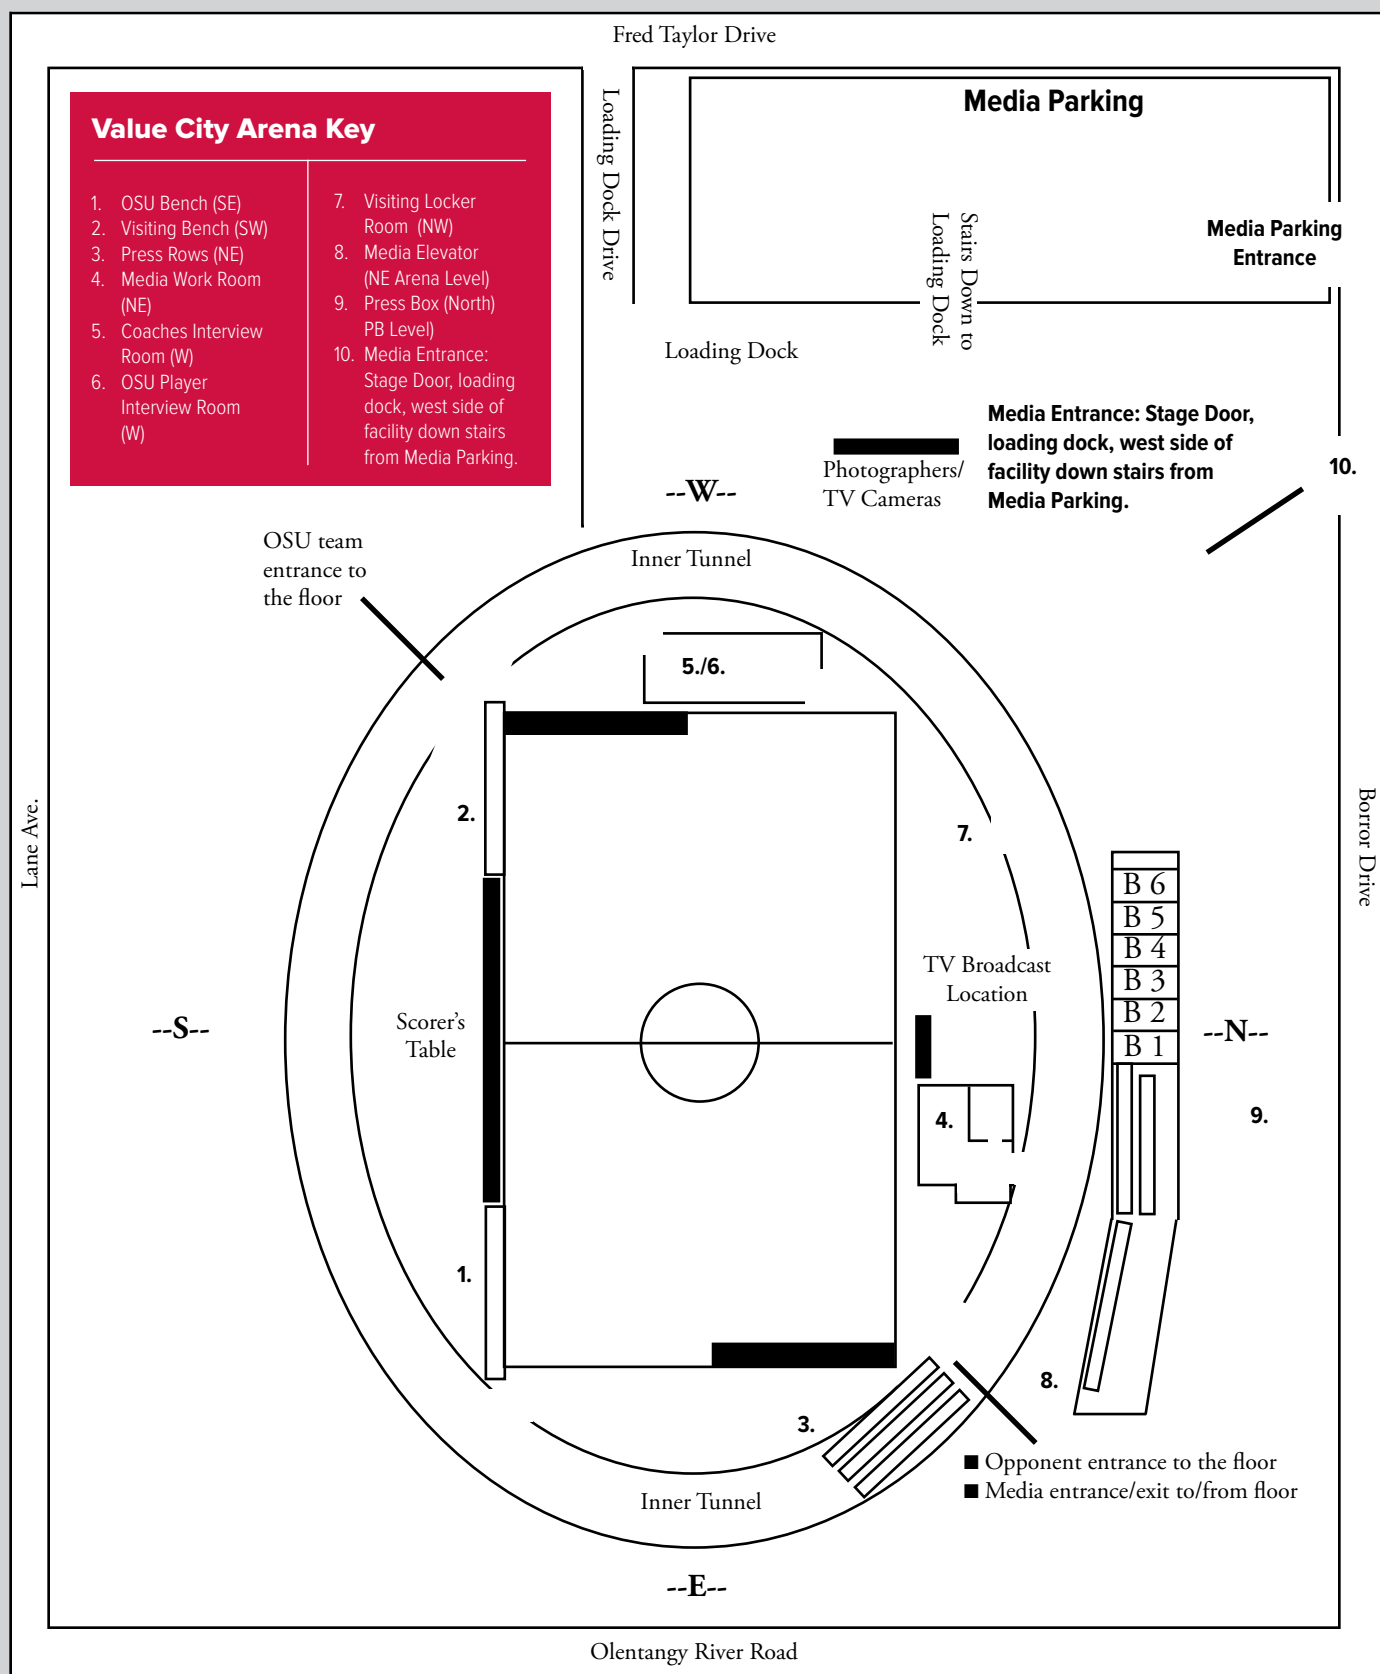 Fred Taylor Drive
Value City Arena Key
1. OSU Bench (SE)
2. Visiting Bench (SW)
3. Press Rows (NE)
4. Media Work Room
(NE)
5. Coaches Interview
Room (W)
6. OSU Player
Interview Room
(W)
7. Visiting Locker
Room (NW)
8. Media Elevator
(NE Arena Level)
9. Press Box (North)
PB Level)
10. Media Entrance:
Stage Door, loading
dock, west side of
facility down stairs
from Media Parking.
Loading Dock Drive
Media Parking
Media Parking
Entrance
Stairs Down to
Loading Dock
Loading Dock
Photographers/
TV Cameras
Media Entrance: Stage Door,
loading dock, west side of
facility down stairs from
Media Parking.
10.
--W--
OSU team
entrance to
the floor
Inner Tunnel
5./6.
2.
7.
Lane Ave.
Borror Drive
B 6
B 5
B 4
B 3
B 2
B 1
TV Broadcast
Location
--S--
Scorer's
Table
--N--
4.
9.
1.
8.
3.
Opponent entrance to the floor
Media entrance/exit to/from floor
Inner Tunnel
--E--
Olentangy River Road